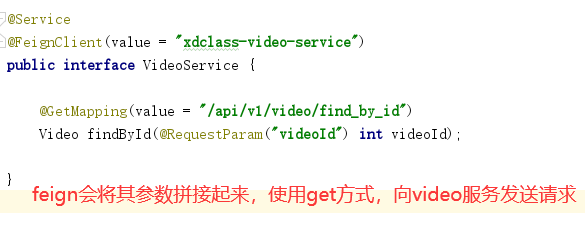 @Service
@FeignClient(value = "xdclass-video-service")
public interface VideoService {
@GetMapping(value = "/api/v1/video/find_by_id")
Video findById(@RequestParam("videoId") int videoId);
}
feign会将其参数拼接起来，使用get方式，向video服务发送请求